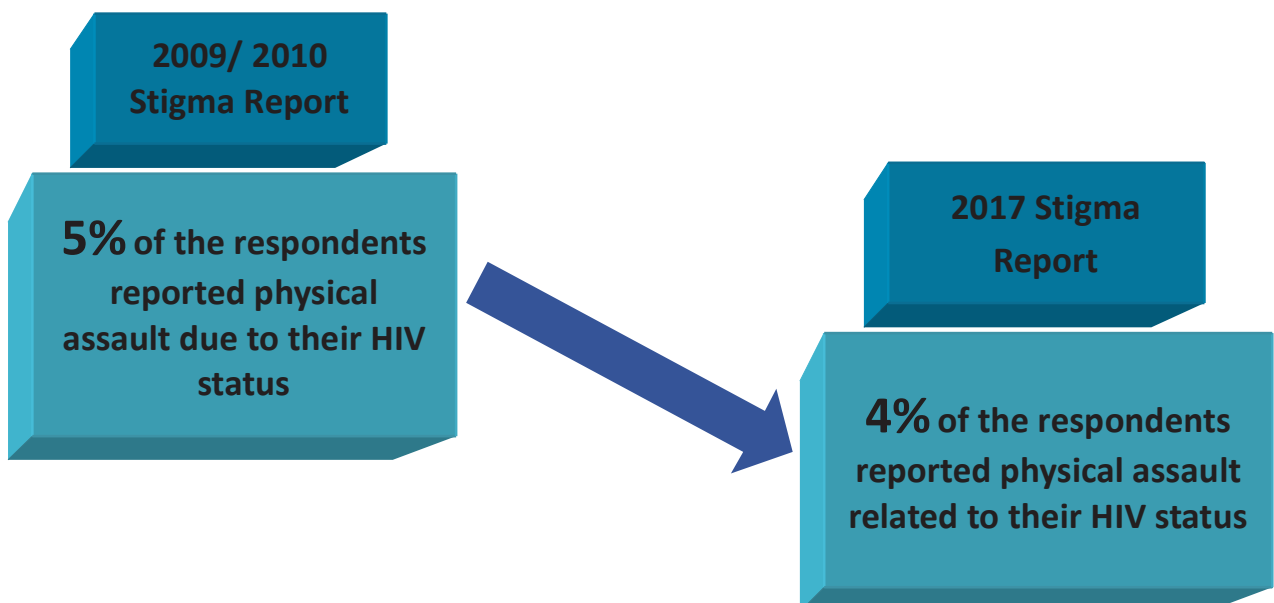 2009/ 2010
Stigma Report
5% of the respondents
reported physical
assault due to their HIV
status
2017 Stigma
Report
4% of the respondents
reported physical assault
related to their HIV status